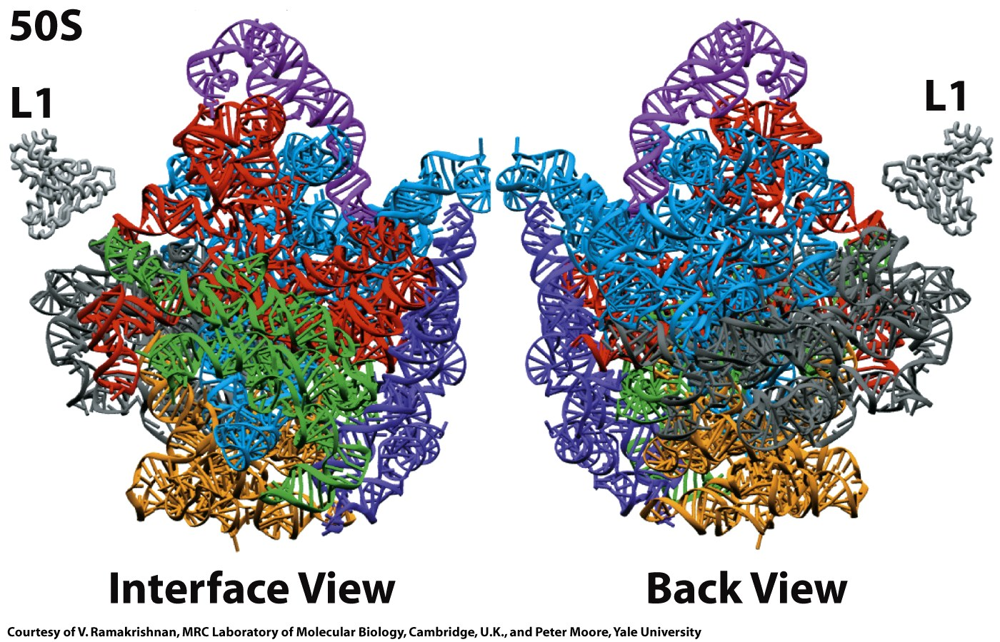 50S
L1
L1
Interface View
Back View
Courtesy of V. Ramakrishnan, MRC Laboratory of Molecular Biology, Cambridge, U.K., and Peter Moore, Yale University